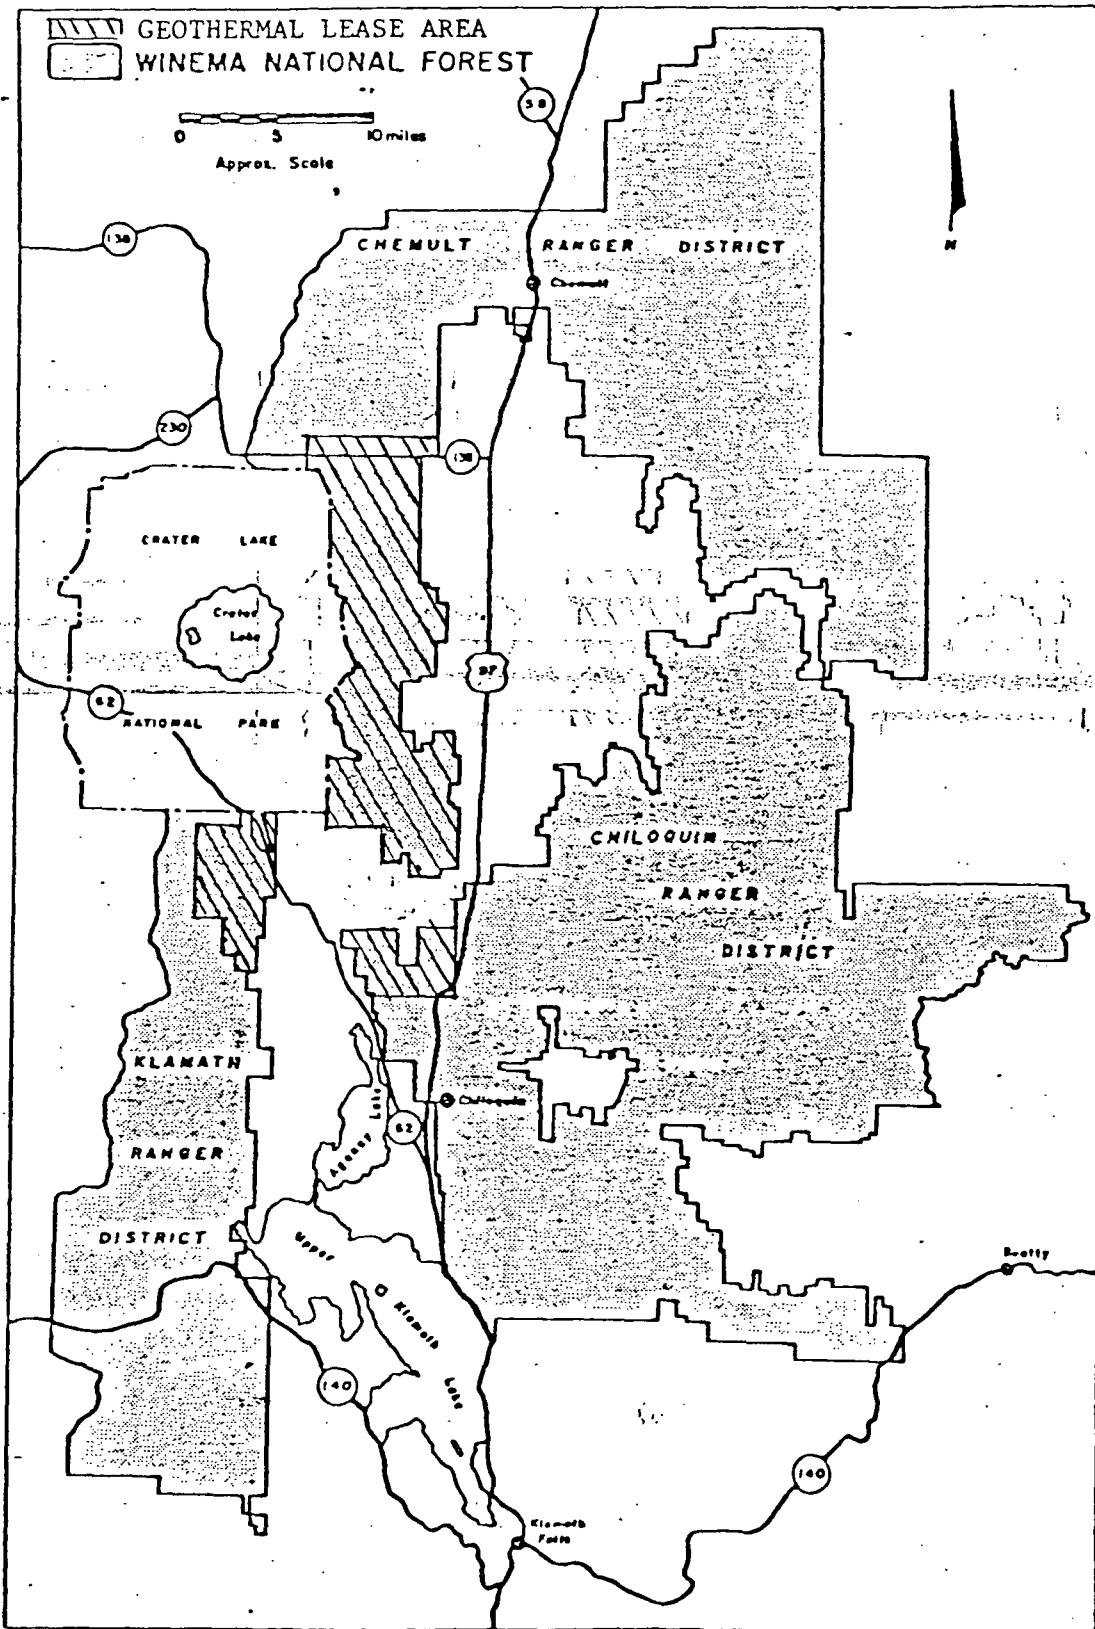 GEOTHERMAL LEASE AREA
WINEMA NATIONAL FOREST
0 5 10 miles
Approx. Scale
58
138
N
CHEMULT RANGER DISTRICT
Chemult
230
138
CRATER LAKE
Crater
Lake
97
62
NATIONAL PARK
CHILOQUIN
RANGER
DISTRICT
KLAMATH
RANGER
DISTRICT
Chiloquin
Agency Lake
62
Upper
Klamath
Lake
Beatty
140
140
Klamath
Falls